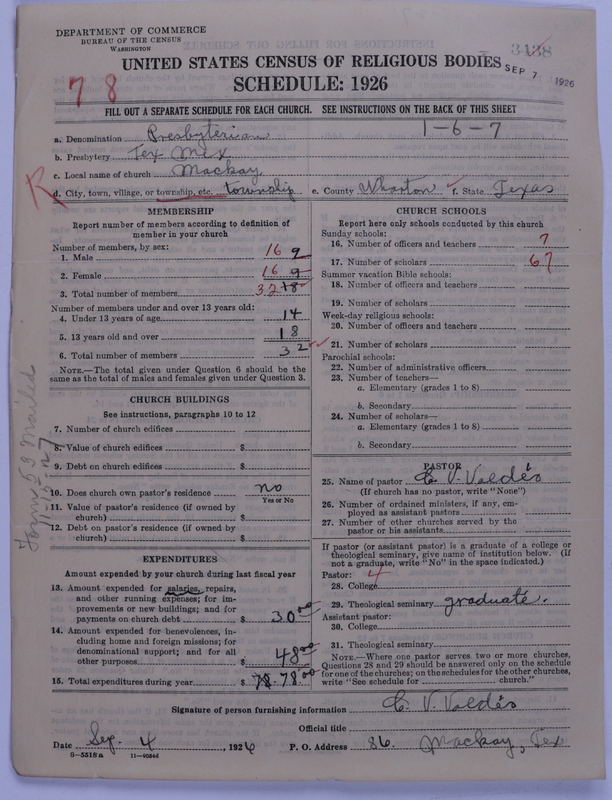 DEPARTMENT OF COMMERCE
BUREAU OF THE CENSUS
WASHINGTON
UNITED STATES CENSUS OF RELIGIOUS BODIES
SEP 7 1926
SCHEDULE: 1926
7 8
FILL OUT A SEPARATE SCHEDULE FOR EACH CHURCH. SEE INSTRUCTIONS ON THE BACK OF THIS SHEET
1-6-7
a. Denomination Presbyterian
b. Presbytery Tex Mex
c. Local name of church Mackay
R
d. City, town, village, or township, etc. township e. County Wharton f. State Texas
MEMBERSHIP
Report number of members according to definition of
member in your church
Number of members, by sex:
1. Male 16 9
2. Female 16 9
3. Total number of members 32 18
Number of members under and over 13 years old:
4. Under 13 years of age 14
5. 13 years old and over 18
6. Total number of members 32
NOTE.—The total given under Question 6 should be
the same as the total of males and females given under Question 3.
CHURCH BUILDINGS
See instructions, paragraphs 10 to 12
7. Number of church edifices
8. Value of church edifices $
9. Debt on church edifices $
10. Does church own pastor's residence no
Yes or No
11. Value of pastor's residence (if owned by
church) $
12. Debt on pastor's residence (if owned by
church) $
EXPENDITURES
Amount expended by your church during last fiscal year
13. Amount expended for salaries, repairs,
and other running expenses; for im-
provements or new buildings; and for
payments on church debt $ 30 00
14. Amount expended for benevolences, in-
cluding home and foreign missions; for
denominational support; and for all
other purposes $ 48 00
15. Total expenditures during year $ 78.78 00
CHURCH SCHOOLS
Report here only schools conducted by this church
Sunday schools:
16. Number of officers and teachers 7
17. Number of scholars 67
Summer vacation Bible schools:
18. Number of officers and teachers
19. Number of scholars
Week-day religious schools:
20. Number of officers and teachers
21. Number of scholars
Parochial schools:
22. Number of administrative officers
23. Number of teachers—
a. Elementary (grades 1 to 8)
b. Secondary
24. Number of scholars—
a. Elementary (grades 1 to 8)
b. Secondary
PASTOR
25. Name of pastor C. V. Valdés
(If church has no pastor, write "None")
26. Number of ordained ministers, if any, em-
ployed as assistant pastors
27. Number of other churches served by the
pastor or his assistants
If pastor (or assistant pastor) is a graduate of a college or
theological seminary, give name of institution below. (If
not a graduate, write "No" in the space indicated.)
Pastor: 4
28. College
29. Theological seminary graduate.
Assistant pastor:
30. College
31. Theological seminary
NOTE.—Where one pastor serves two or more churches,
Questions 28 and 29 should be answered only on the schedule
for one of the churches; on the schedules for the other churches,
write "See schedule for church."
Signature of person furnishing information C. V. Valdés
Official title
Date Sep. 4, 1926 P. O. Address 86. Mackay, Tex
8-5518a 11-9056d